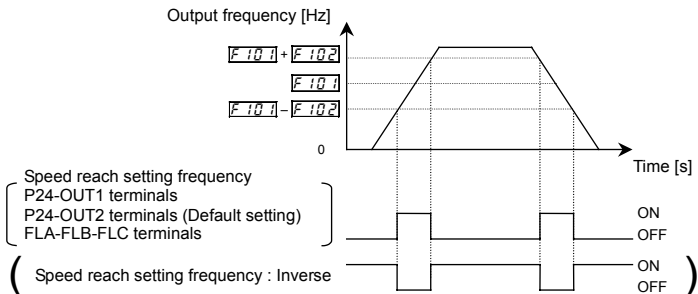 Output frequency [Hz]
F101 + F102
F101
F101 – F102
0
Time [s]
Speed reach setting frequency
P24-OUT1 terminals
P24-OUT2 terminals (Default setting)
FLA-FLB-FLC terminals
ON
OFF
( Speed reach setting frequency : Inverse )
ON
OFF